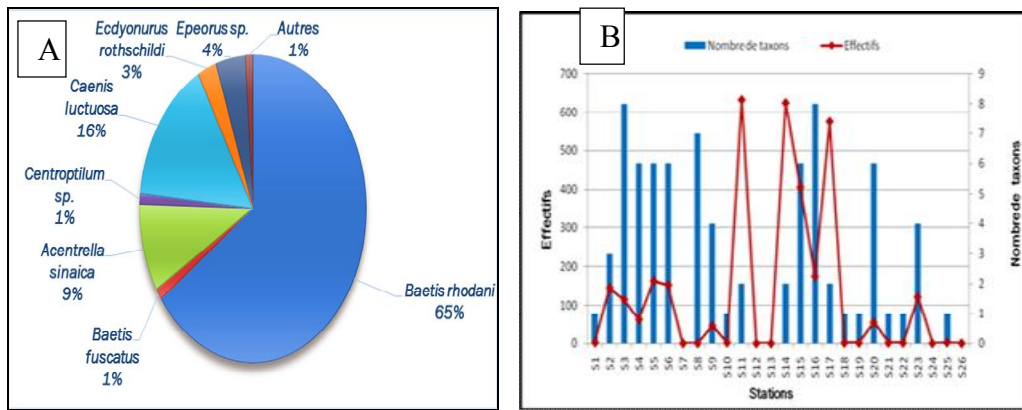 A
Ecdyonurus
rothschildi
3%
Epeorus sp.
4%
Autres
1%
Caenis
luctuosa
16%
Centroptilum
sp.
1%
Acentrella
sinaica
9%
Baetis
fuscatus
1%
Baetis rhodani
65%
B
Nombre de taxons
Effectifs
700
600
500
400
300
200
100
0
Effectifs
9
8
7
6
5
4
3
2
1
0
Nombre de taxons
S1 S2 S3 S4 S5 S6 S7 S8 S9 S10 S11 S12 S13 S14 S15 S16 S17 S18 S19 S20 S21 S22 S23 S24 S25 S26
Stations